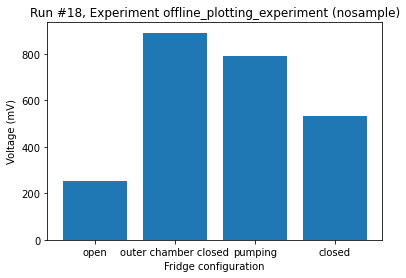 Run #18, Experiment offline_plotting_experiment (nosample)
800
600
400
200
0
Voltage (mV)
open outer chamber closed pumping closed
Fridge configuration